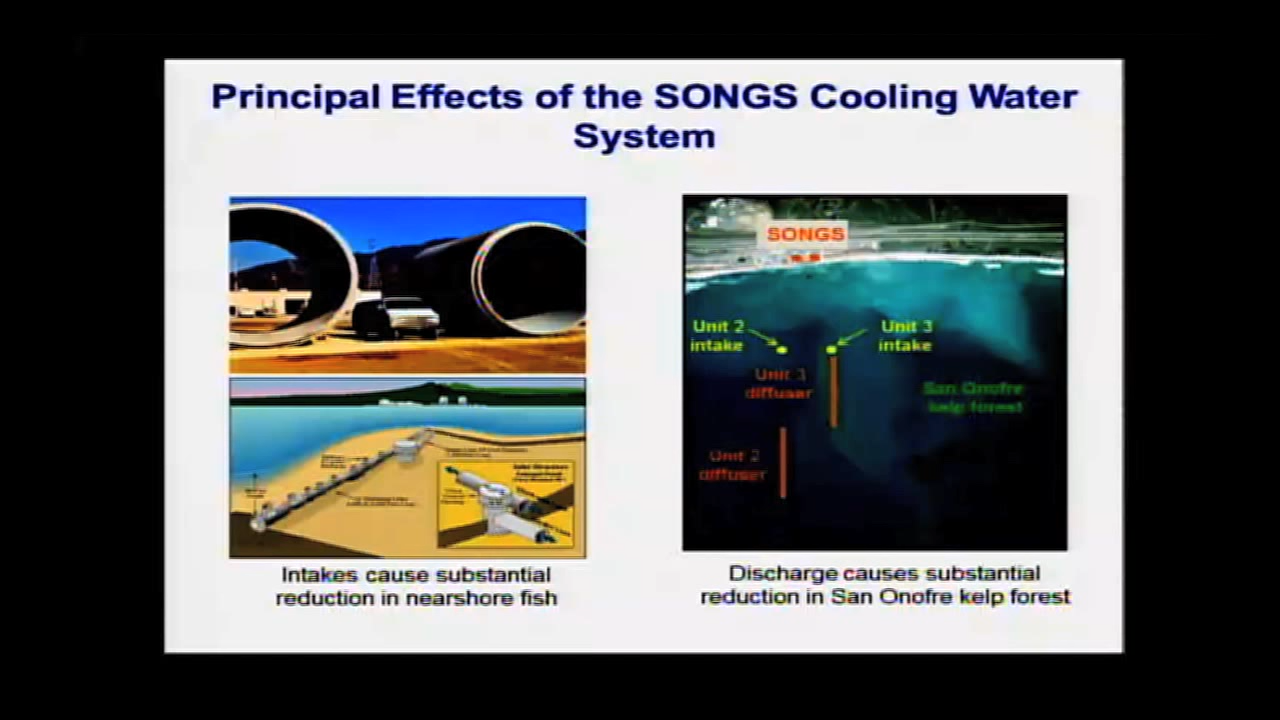 Principal Effects of the SONGS Cooling Water
System
SONGS
Unit 2
intake
Unit 3
intake
Unit 3
diffuser
San Onofre
kelp forest
Unit 2
diffuser
Intakes cause substantial
reduction in nearshore fish
Discharge causes substantial
reduction in San Onofre kelp forest